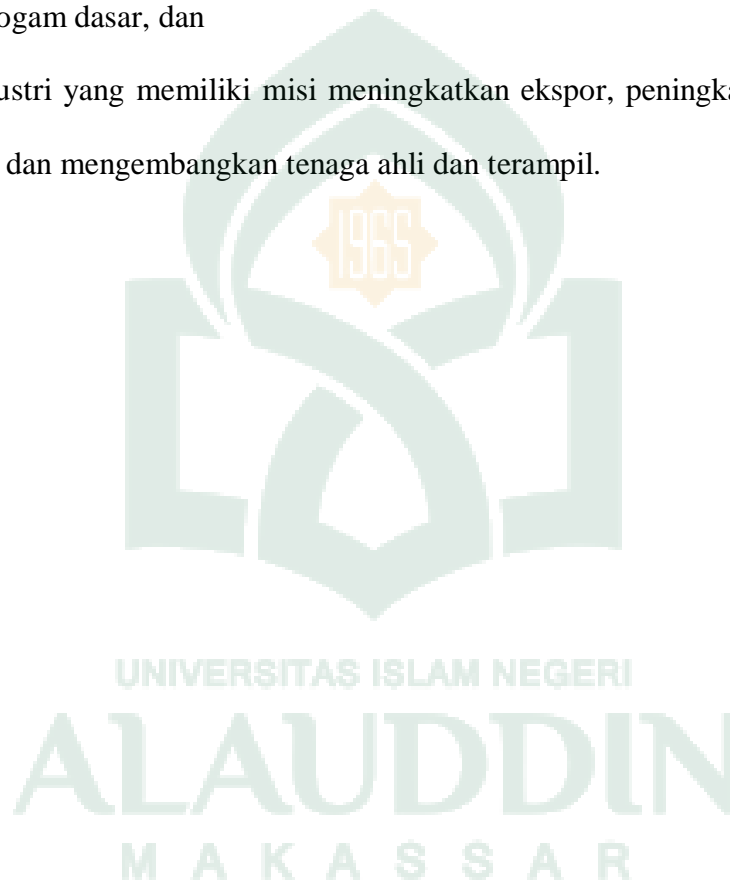 ogam dasar, dan
ustri yang memiliki misi meningkatkan ekspor, peningka
dan mengembangkan tenaga ahli dan terampil.
1965
UNIVERSITAS ISLAM NEGERI
ALAUDDIN
MAKASSAR